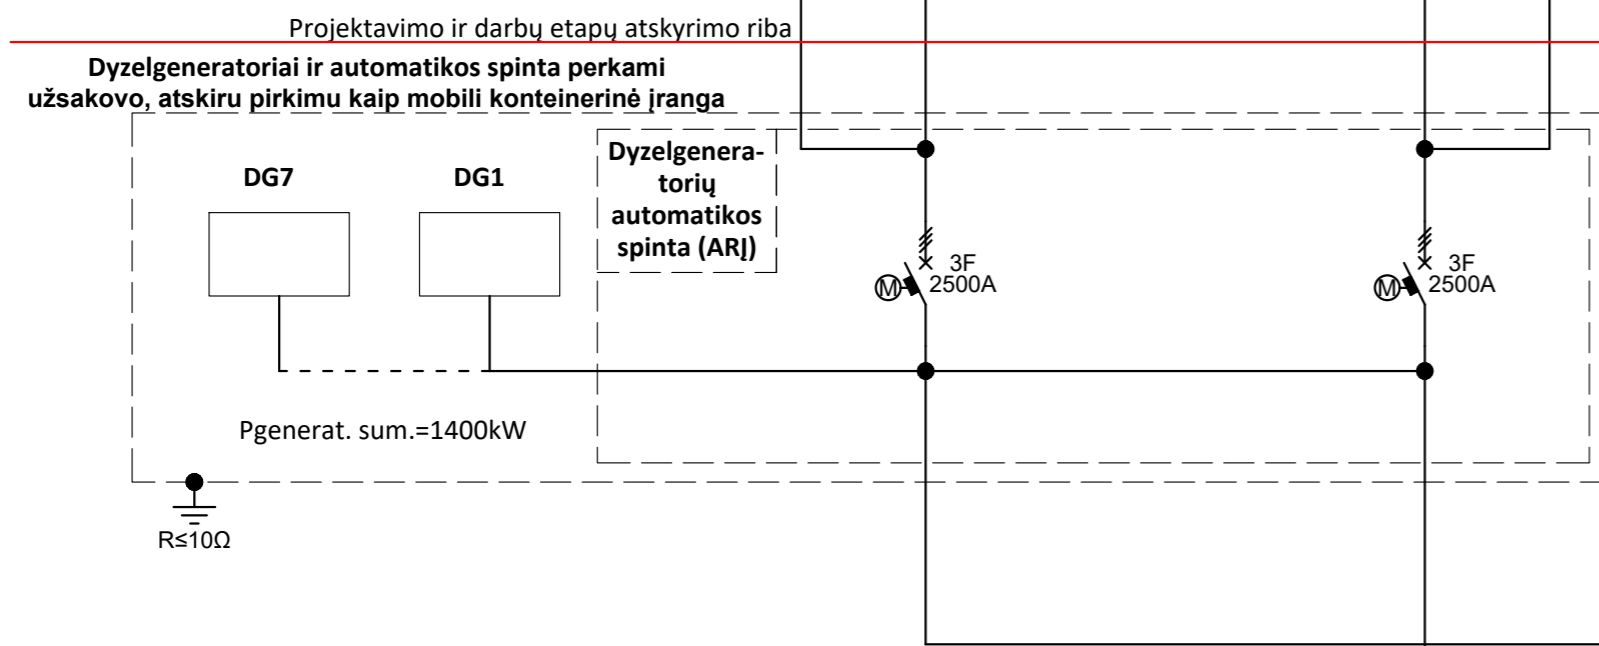 Projektavimo ir darbų etapų atskyrimo riba
Dyzelgeneratoriai ir automatikos spinta perkami
užsakovo, atskiru pirkimu kaip mobili konteinerinė įranga
DG7
DG1
Dyzelgenera-
torių
automatikos
spinta (ARĮ)
M
3F
2500A
M
3F
2500A
Pgenerat. sum.=1400kW
R≤10Ω